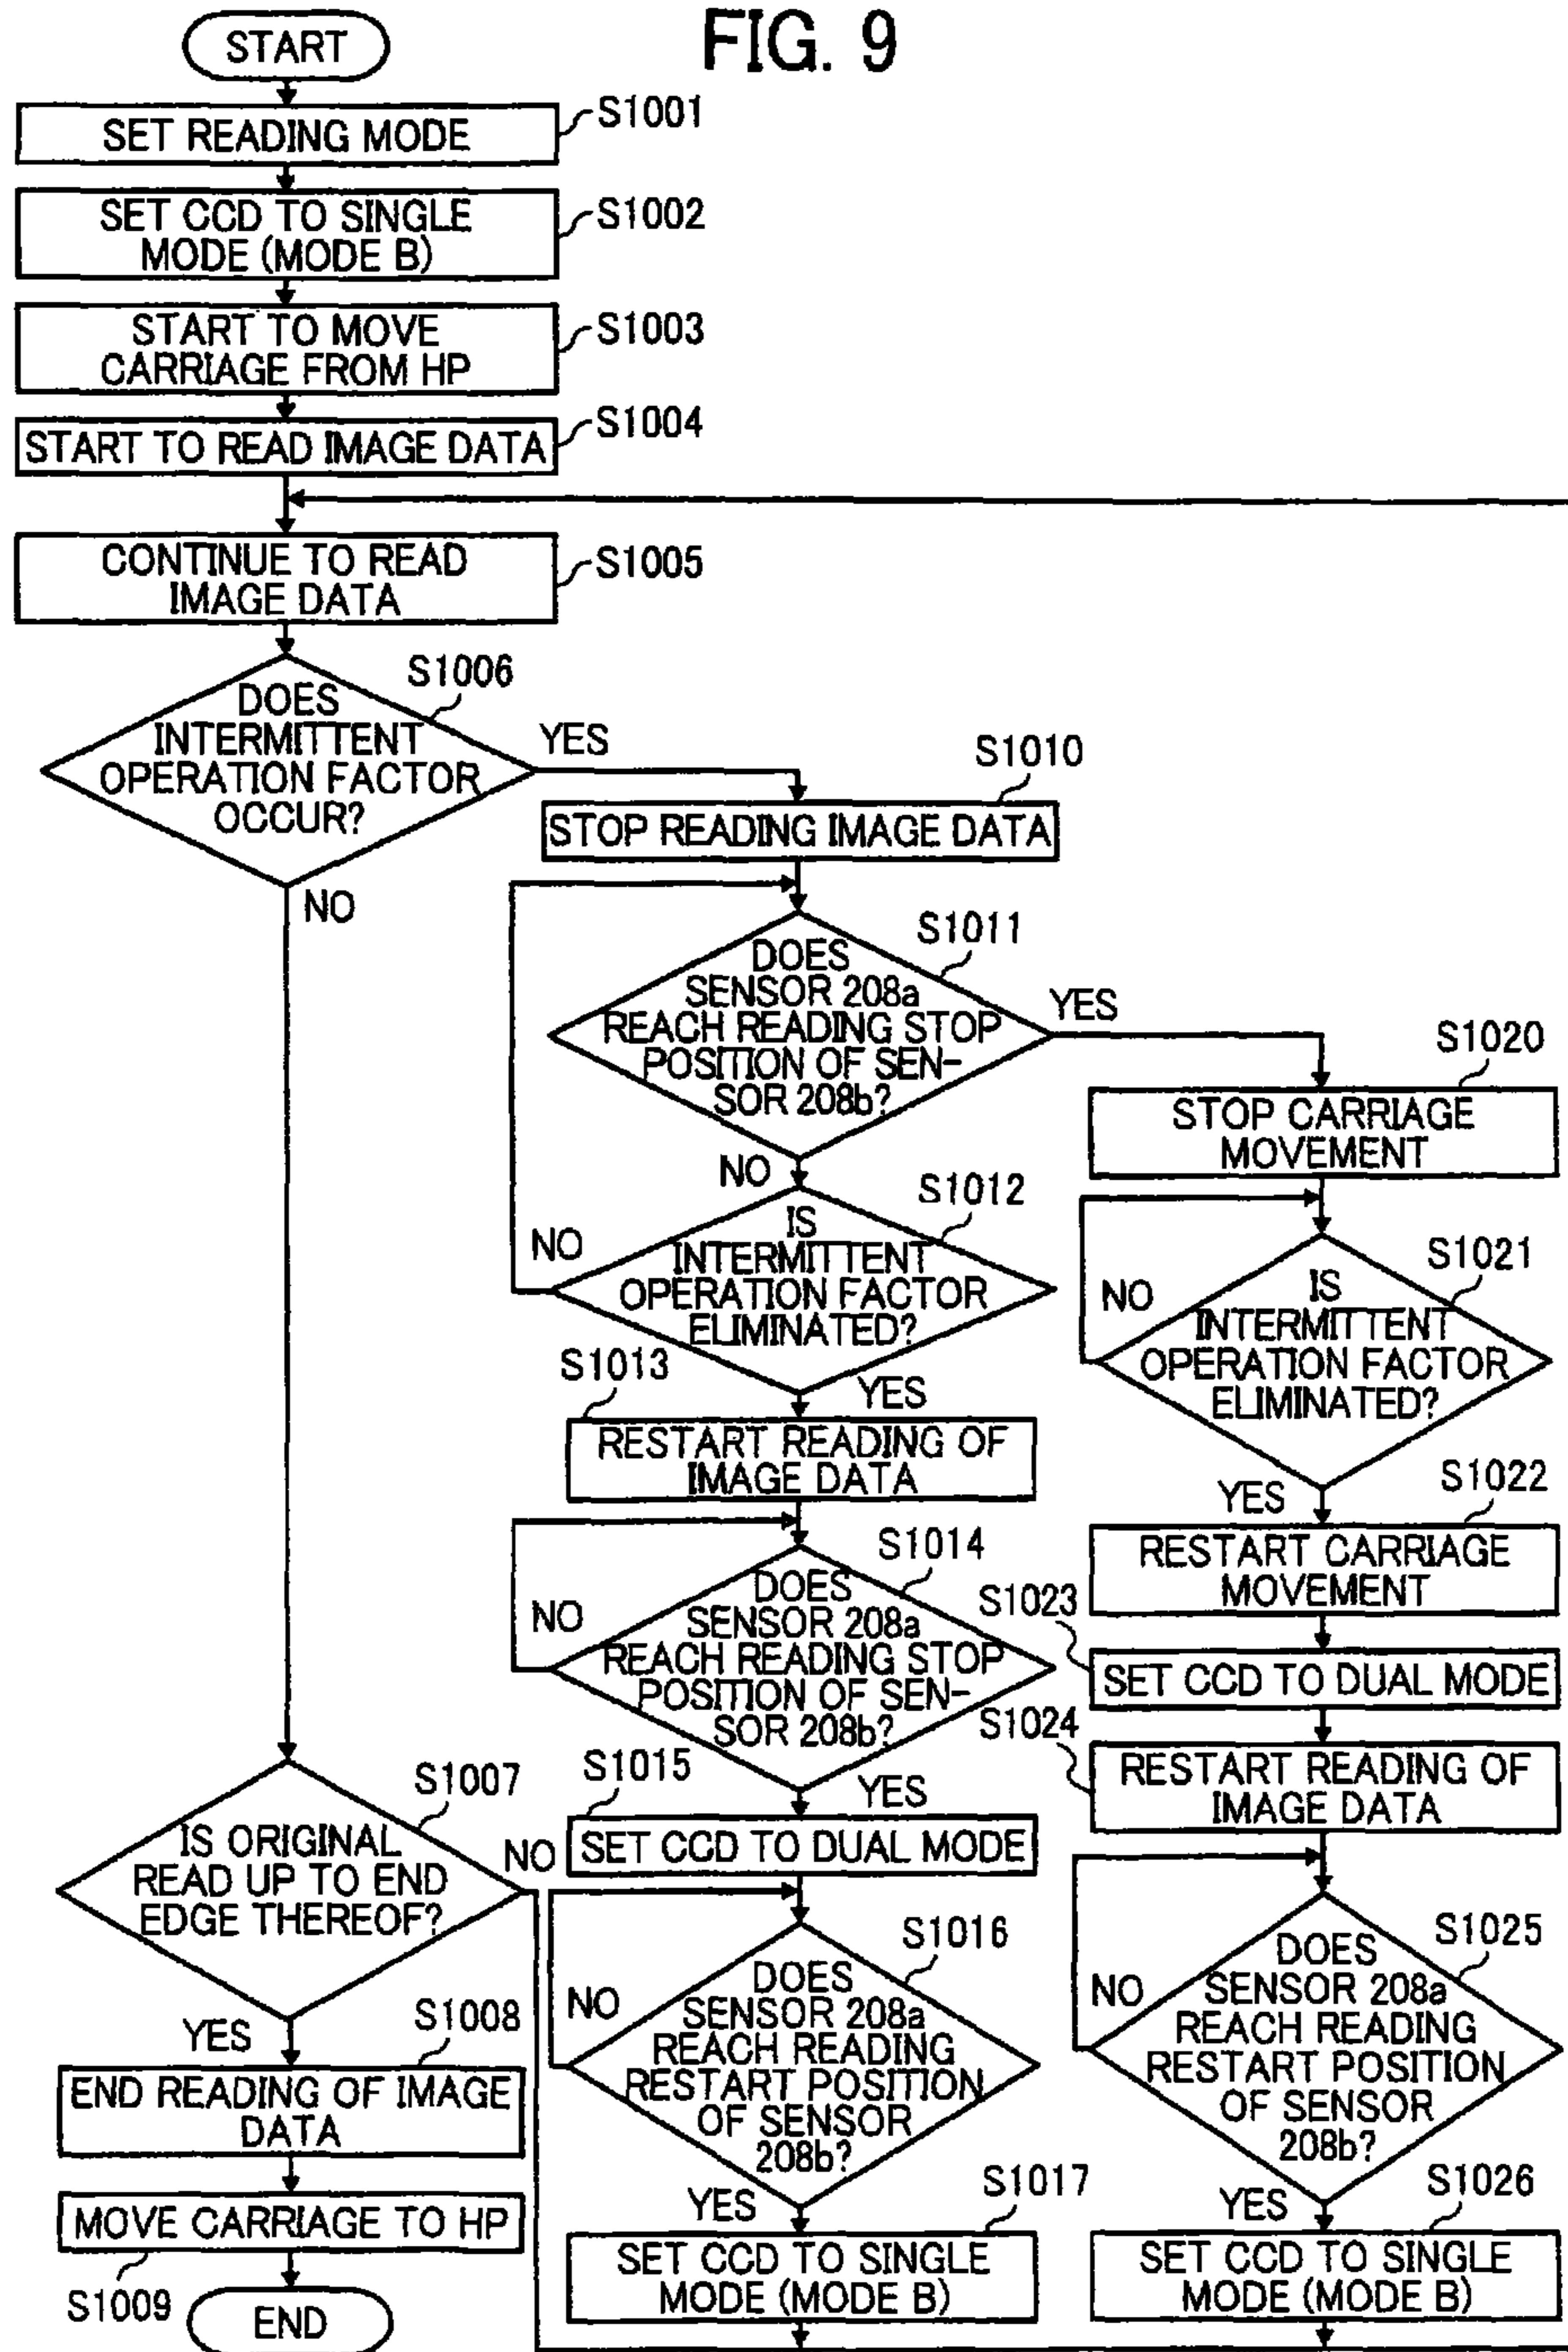 FIG. 9
START
SET READING MODE
S1001
SET CCD TO SINGLE
MODE (MODE B)
S1002
START TO MOVE
CARRIAGE FROM HP
S1003
START TO READ IMAGE DATA
S1004
CONTINUE TO READ
IMAGE DATA
S1005
DOES
INTERMITTENT
OPERATION FACTOR
OCCUR?
S1006
YES
NO
IS ORIGINAL
READ UP TO END
EDGE THEREOF?
S1007
NO
YES
END READING OF IMAGE
DATA
S1008
MOVE CARRIAGE TO HP
S1009
END
STOP READING IMAGE DATA
S1010
DOES
SENSOR 208a
REACH READING STOP
POSITION OF SEN-
SOR 208b?
S1011
YES
NO
IS
INTERMITTENT
OPERATION FACTOR
ELIMINATED?
S1012
NO
YES
S1013
RESTART READING OF
IMAGE DATA
DOES
SENSOR 208a
REACH READING STOP
POSITION OF SEN-
SOR 208b?
S1014
NO
YES
S1015
SET CCD TO DUAL MODE
DOES
SENSOR 208a
REACH READING
RESTART POSITION
OF SENSOR
208b?
S1016
NO
YES
S1017
SET CCD TO SINGLE
MODE (MODE B)
S1020
STOP CARRIAGE
MOVEMENT
IS
INTERMITTENT
OPERATION FACTOR
ELIMINATED?
S1021
NO
YES
S1022
RESTART CARRIAGE
MOVEMENT
S1023
SET CCD TO DUAL MODE
S1024
RESTART READING OF
IMAGE DATA
DOES
SENSOR 208a
REACH READING
RESTART POSITION
OF SENSOR
208b?
S1025
NO
YES
S1026
SET CCD TO SINGLE
MODE (MODE B)